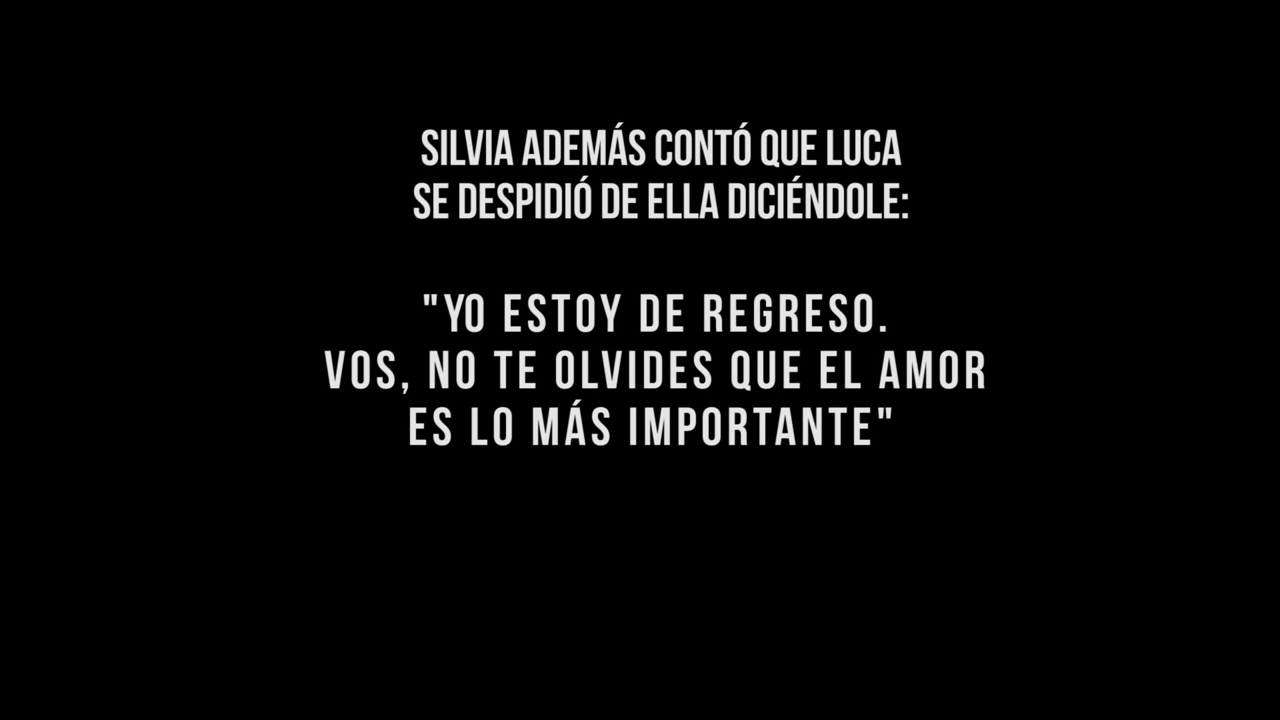 SILVIA ADEMÁS CONTÓ QUE LUCA
SE DESPIDIÓ DE ELLA DICIÉNDOLE:
"YO ESTOY DE REGRESO.
VOS, NO TE OLVIDES QUE EL AMOR
ES LO MÁS IMPORTANTE"